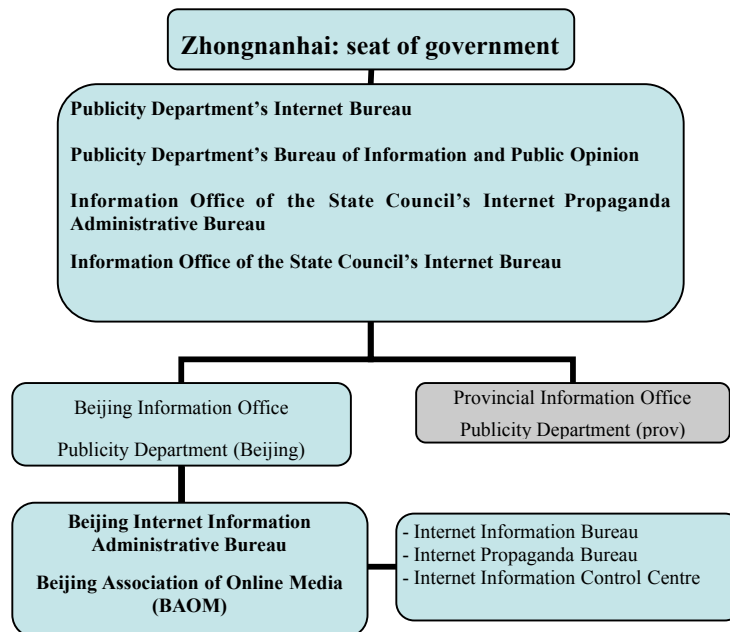 Zhongnanhai: seat of government
Publicity Department's Internet Bureau
Publicity Department's Bureau of Information and Public Opinion
Information Office of the State Council's Internet Propaganda
Administrative Bureau
Information Office of the State Council's Internet Bureau
Beijing Information Office
Publicity Department (Beijing)
Provincial Information Office
Publicity Department (prov)
Beijing Internet Information
Administrative Bureau
Beijing Association of Online Media
(BAOM)
- Internet Information Bureau
- Internet Propaganda Bureau
- Internet Information Control Centre